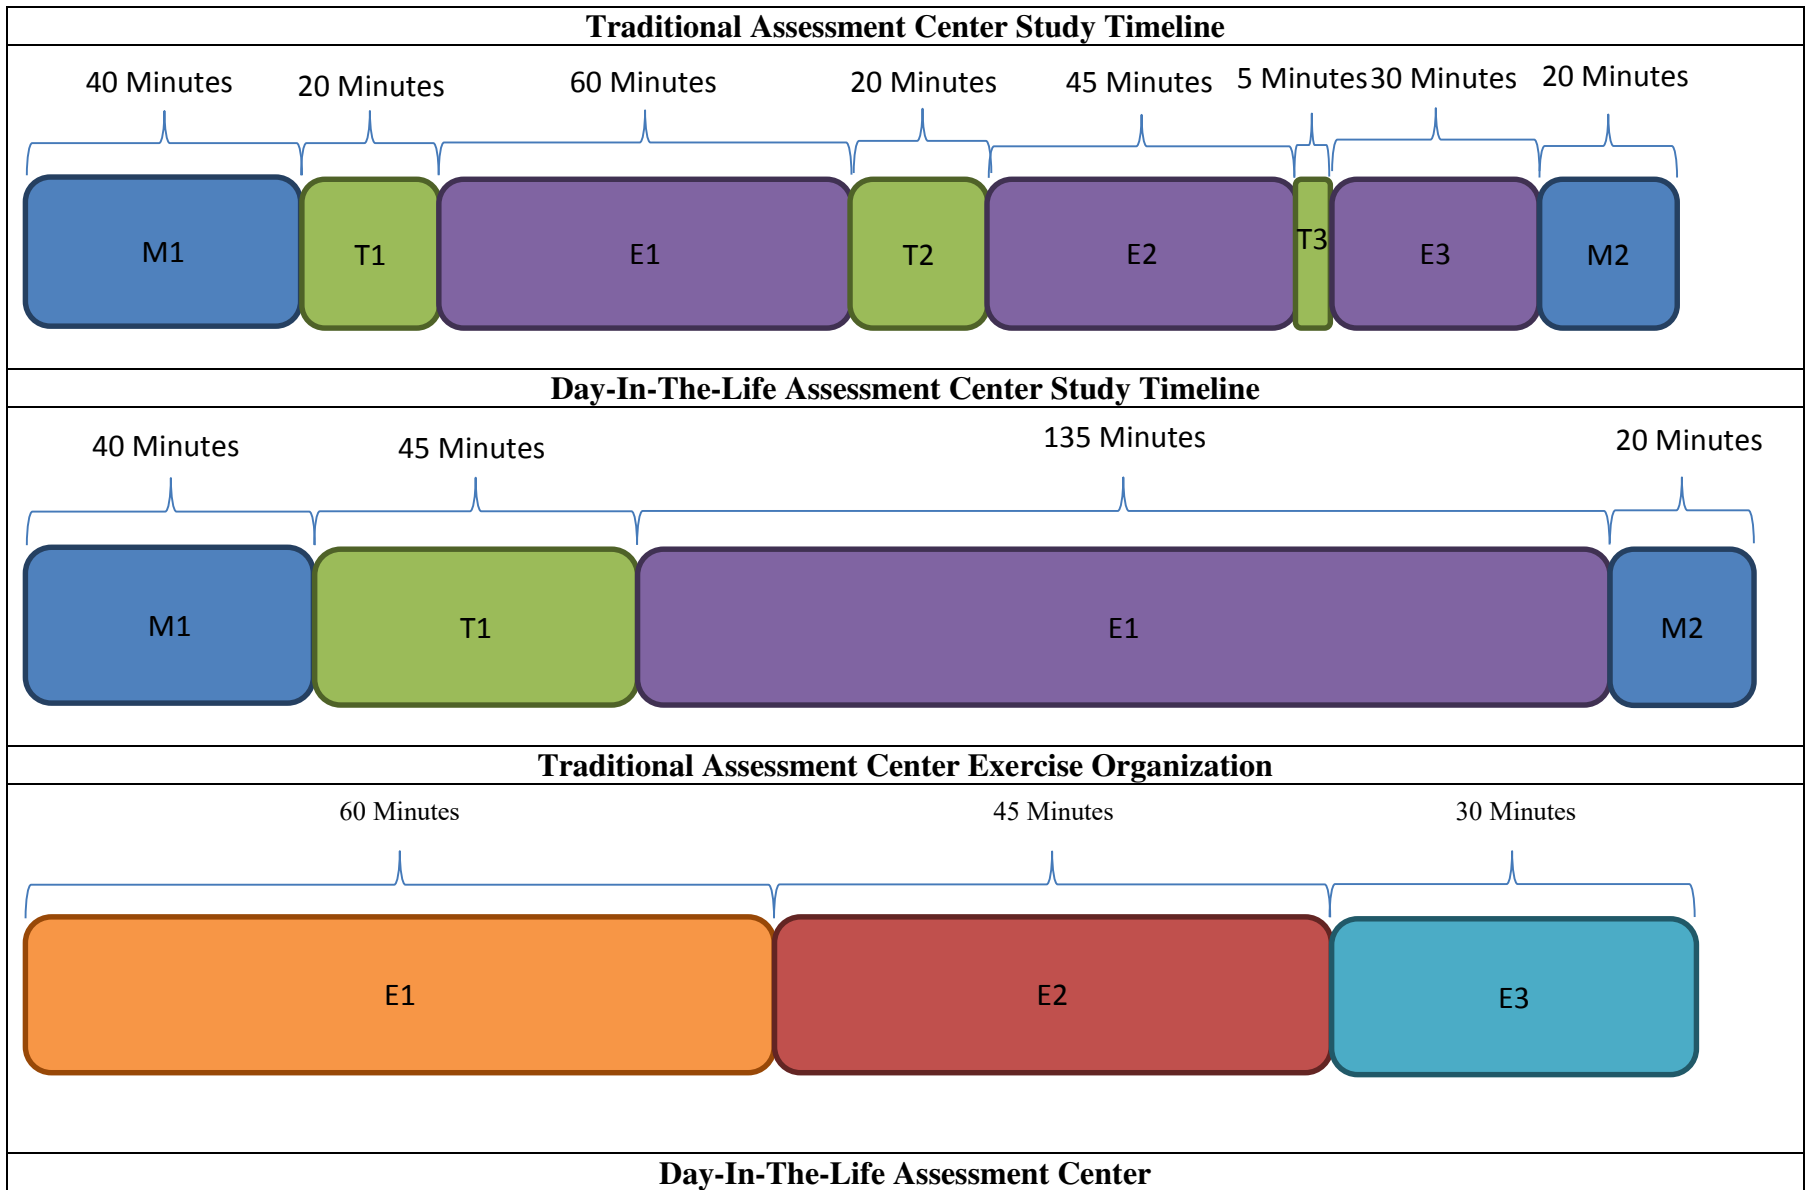 Traditional Assessment Center Study Timeline
40 Minutes 20 Minutes 60 Minutes 20 Minutes 45 Minutes 5 Minutes 30 Minutes 20 Minutes
M1 T1 E1 T2 E2 T3 E3 M2
Day-In-The-Life Assessment Center Study Timeline
40 Minutes 45 Minutes 135 Minutes 20 Minutes
M1 T1 E1 M2
Traditional Assessment Center Exercise Organization
60 Minutes 45 Minutes 30 Minutes
E1 E2 E3
Day-In-The-Life Assessment Center